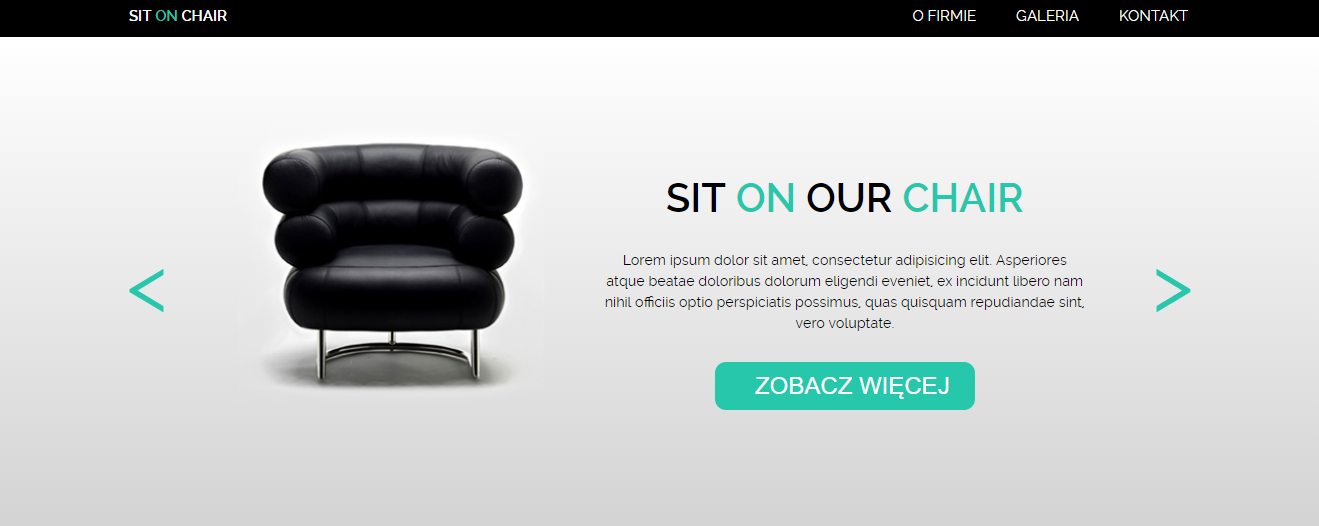 SIT ON CHAIR
O FIRMIE GALERIA KONTAKT
SIT ON OUR CHAIR
Lorem ipsum dolor sit amet, consectetur adipisicing elit. Asperiores
atque beatae doloribus dolorum eligendi eveniet, ex incidunt libero nam
nihil officiis optio perspiciatis possimus, quas quisquam repudiandae sint,
vero voluptate.
< >
ZOBACZ WIĘCEJ